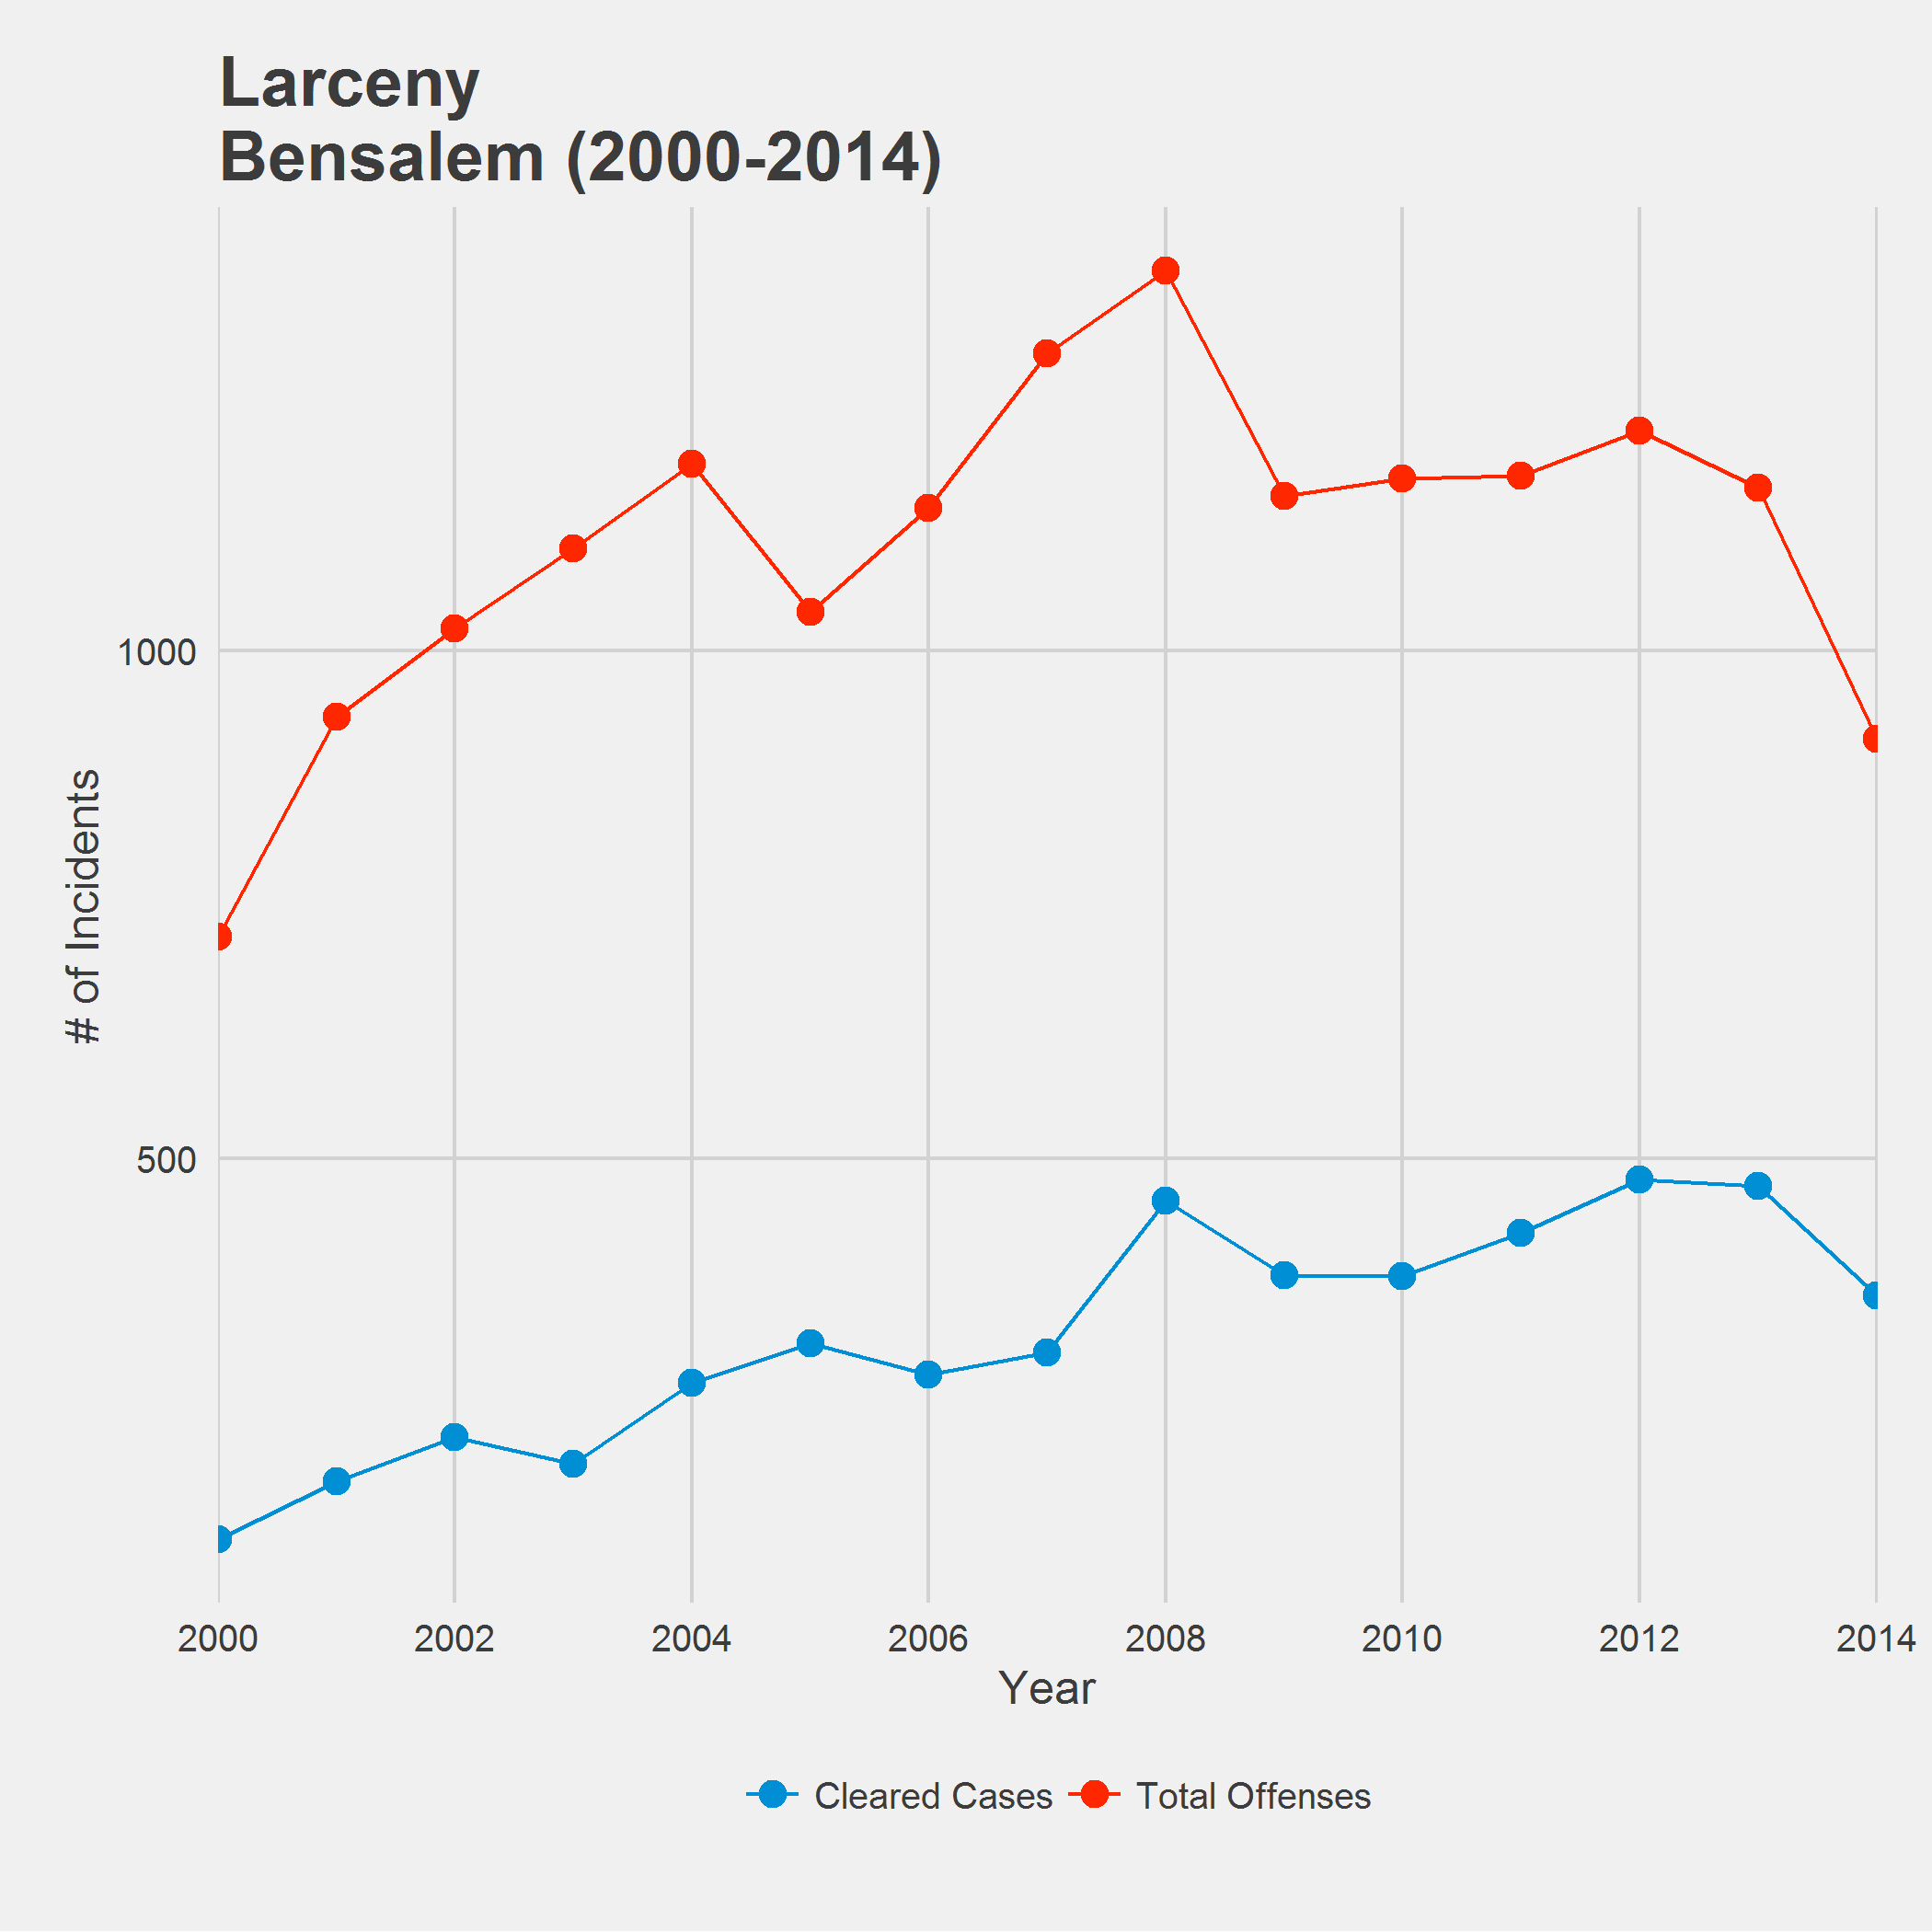 Larceny
Bensalem (2000-2014)
# of Incidents
1000
500
2000 2002 2004 2006 2008 2010 2012 2014
Year
Cleared Cases Total Offenses